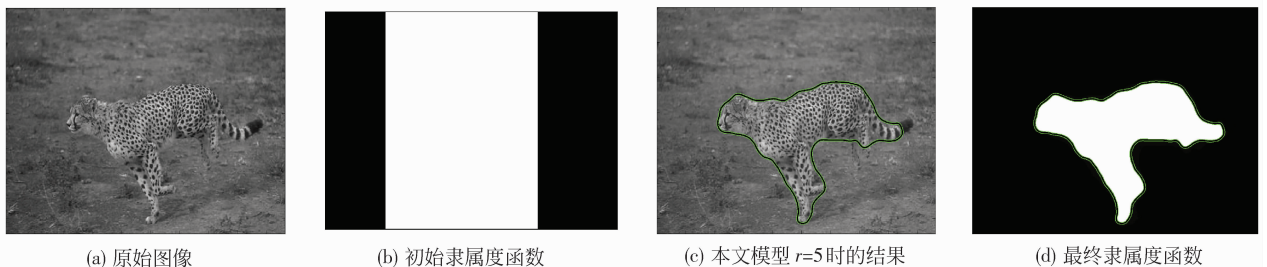 (a) 原始图像
(b) 初始隶属度函数
(c) 本文模型 r=5时的结果
(d) 最终隶属度函数